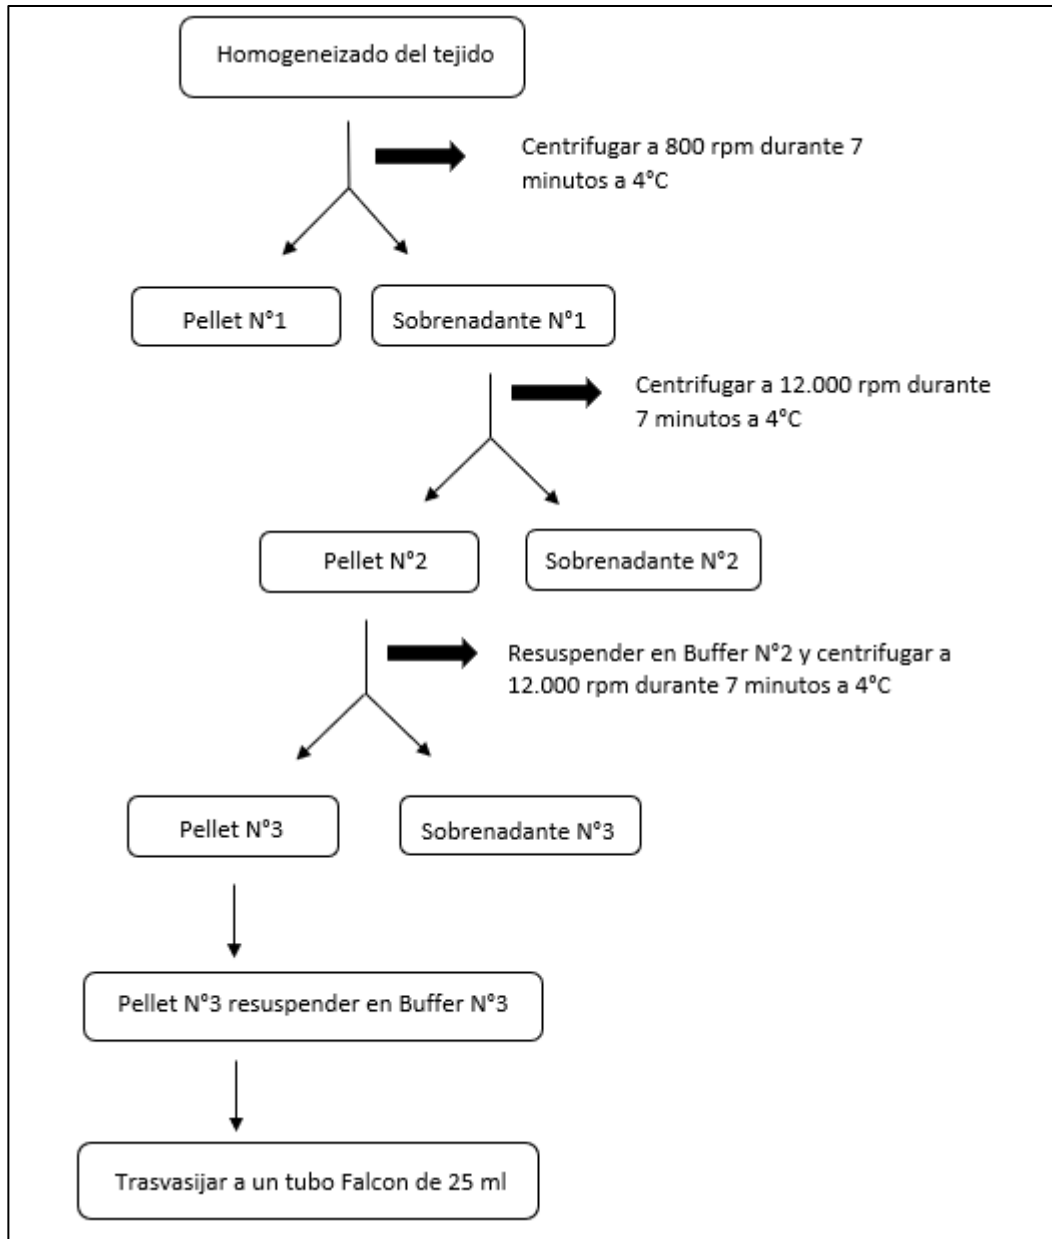 Homogeneizado del tejido
Centrifugar a 800 rpm durante 7
minutos a 4°C
Pellet N°1
Sobrenadante N°1
Centrifugar a 12.000 rpm durante
7 minutos a 4°C
Pellet N°2
Sobrenadante N°2
Resuspender en Buffer N°2 y centrifugar a
12.000 rpm durante 7 minutos a 4°C
Pellet N°3
Sobrenadante N°3
Pellet N°3 resuspender en Buffer N°3
Trasvasijar a un tubo Falcon de 25 ml